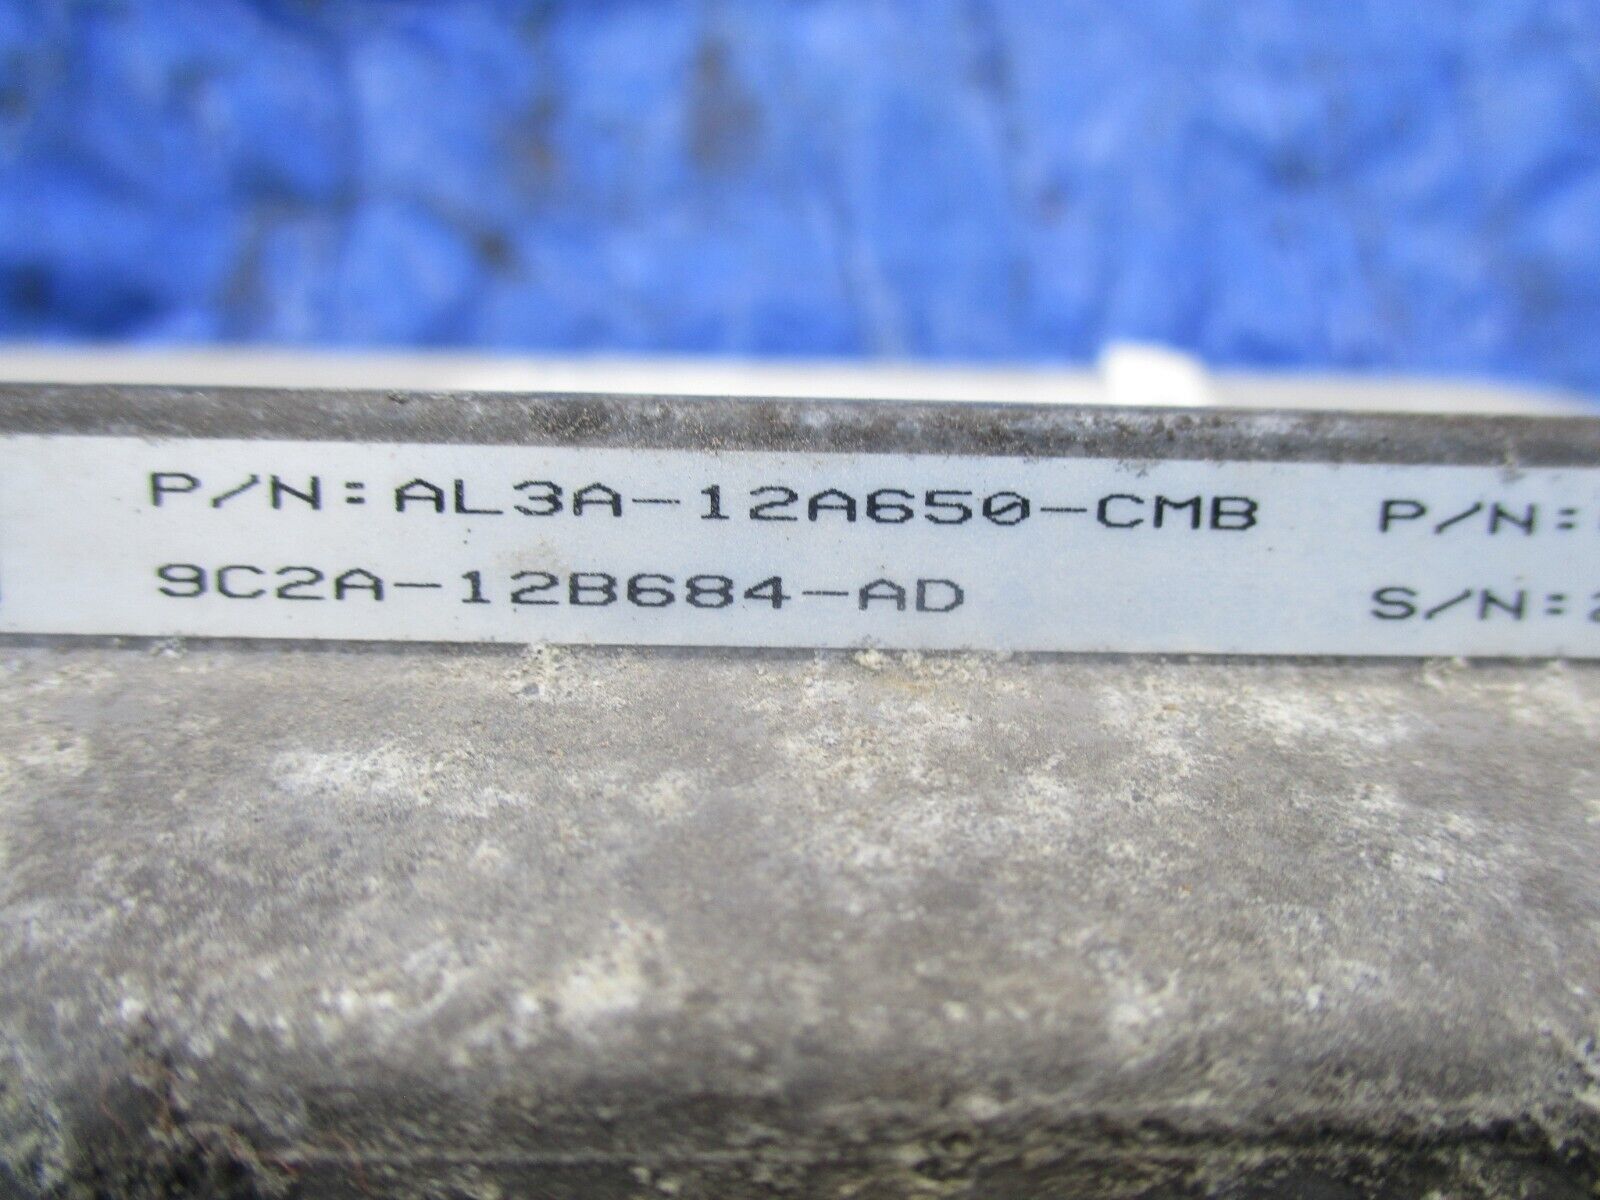 P/N:AL3A-12A650-CMB P/N:
9C2A-12B684-AD S/N: